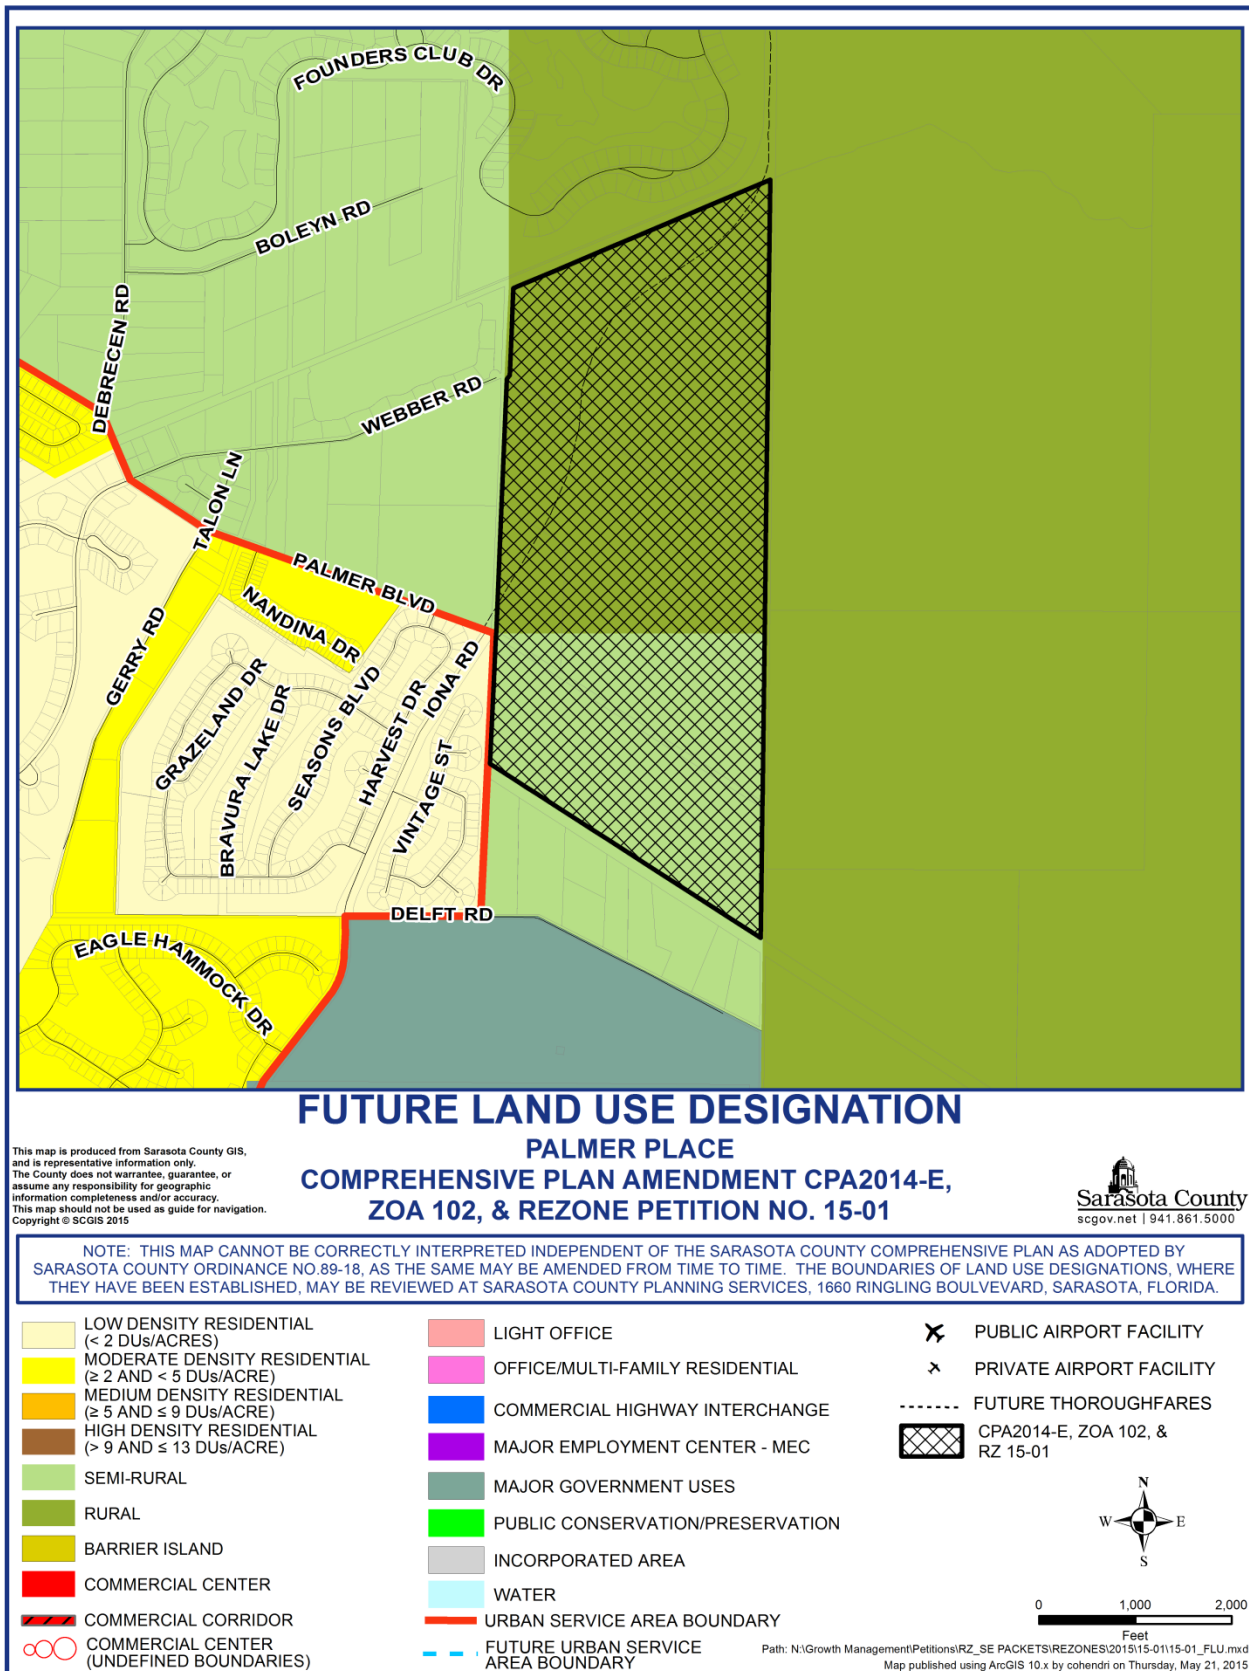 FOUNDERS CLUB DR
BOLEYN RD
DEBRECEN RD
WEBBER RD
TALON LN
PALMER BLVD
NANDINA DR
GERRY RD
GRAZELAND DR
BRAVURA LAKE DR
SEASONS BLVD
HARVEST DR
IONA RD
VINTAGE ST
DELFT RD
EAGLE HAMMOCK DR
FUTURE LAND USE DESIGNATION
PALMER PLACE
COMPREHENSIVE PLAN AMENDMENT CPA2014-E,
ZOA 102, & REZONE PETITION NO. 15-01
This map is produced from Sarasota County GIS,
and is representative information only.
The County does not warrantee, guarantee, or
assume any responsibility for geographic
information completeness and/or accuracy.
This map should not be used as guide for navigation.
Copyright © SCGIS 2015
Sarasota County
scgov.net | 941.861.5000
NOTE: THIS MAP CANNOT BE CORRECTLY INTERPRETED INDEPENDENT OF THE SARASOTA COUNTY COMPREHENSIVE PLAN AS ADOPTED BY
SARASOTA COUNTY ORDINANCE NO.89-18, AS THE SAME MAY BE AMENDED FROM TIME TO TIME. THE BOUNDARIES OF LAND USE DESIGNATIONS, WHERE
THEY HAVE BEEN ESTABLISHED, MAY BE REVIEWED AT SARASOTA COUNTY PLANNING SERVICES, 1660 RINGLING BOULVEVARD, SARASOTA, FLORIDA.
LOW DENSITY RESIDENTIAL
(< 2 DUs/ACRES)
MODERATE DENSITY RESIDENTIAL
(≥ 2 AND < 5 DUs/ACRE)
MEDIUM DENSITY RESIDENTIAL
(≥ 5 AND ≤ 9 DUs/ACRE)
HIGH DENSITY RESIDENTIAL
(> 9 AND ≤ 13 DUs/ACRE)
SEMI-RURAL
RURAL
BARRIER ISLAND
COMMERCIAL CENTER
COMMERCIAL CORRIDOR
COMMERCIAL CENTER
(UNDEFINED BOUNDARIES)
LIGHT OFFICE
OFFICE/MULTI-FAMILY RESIDENTIAL
COMMERCIAL HIGHWAY INTERCHANGE
MAJOR EMPLOYMENT CENTER - MEC
MAJOR GOVERNMENT USES
PUBLIC CONSERVATION/PRESERVATION
INCORPORATED AREA
WATER
URBAN SERVICE AREA BOUNDARY
FUTURE URBAN SERVICE
AREA BOUNDARY
PUBLIC AIRPORT FACILITY
PRIVATE AIRPORT FACILITY
FUTURE THOROUGHFARES
CPA2014-E, ZOA 102, &
RZ 15-01
N
W E
S
0 1,000 2,000
Feet
Path: N:\Growth Management\Petitions\RZ_SE PACKETS\REZONES\2015\15-01\15-01_FLU.mxd
Map published using ArcGIS 10.x by cohendri on Thursday, May 21, 2015